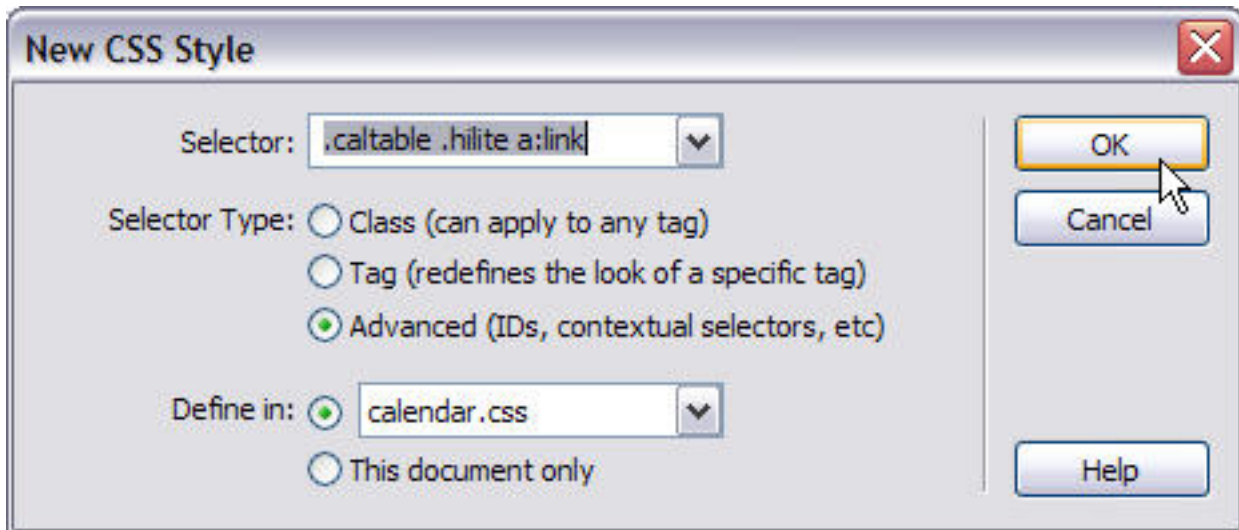 New CSS Style
Selector: .caltable .hilite a:link
OK
Selector Type: Class (can apply to any tag)
Cancel
Tag (redefines the look of a specific tag)
Advanced (IDs, contextual selectors, etc)
Define in: calendar.css
This document only
Help